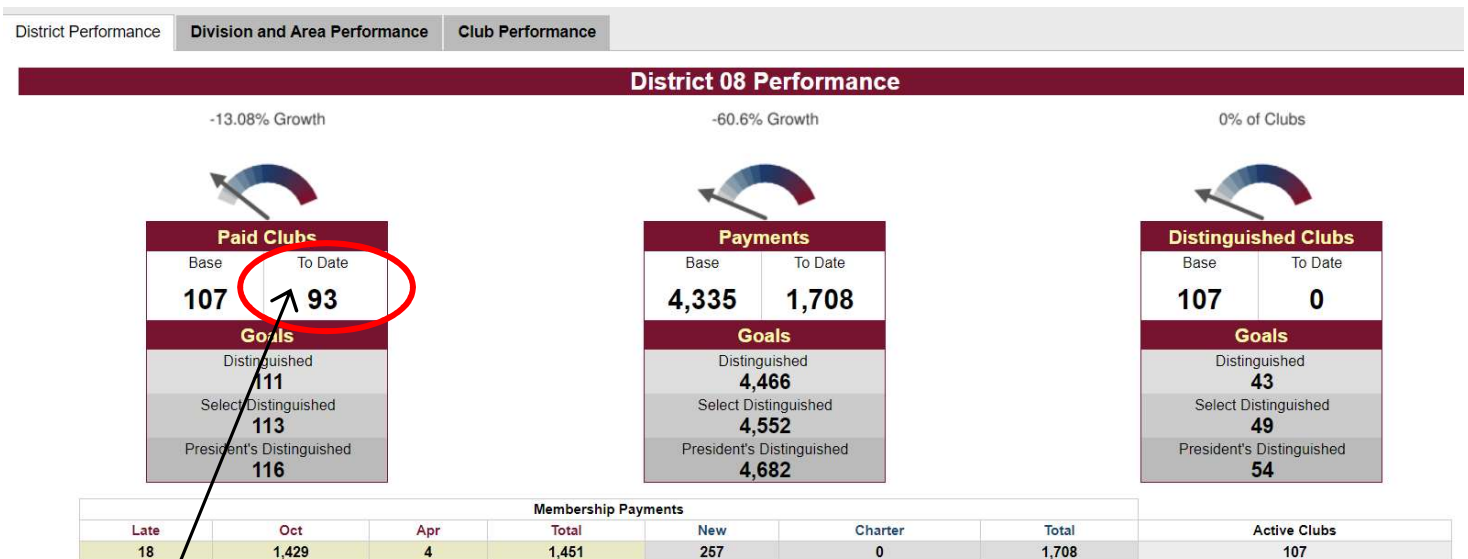 District Performance Division and Area Performance Club Performance
District 08 Performance
-13.08% Growth -60.6% Growth 0% of Clubs
Paid Clubs Payments Distinguished Clubs
Base To Date Base To Date Base To Date
107 93 4,335 1,708 107 0
Goals Goals Goals
Distinguished Distinguished Distinguished
111 4,466 43
Select Distinguished Select Distinguished Select Distinguished
113 4,552 49
President's Distinguished President's Distinguished President's Distinguished
116 4,682 54
Membership Payments
Late Oct Apr Total New Charter Total Active Clubs
18 1,429 4 1,451 257 0 1,708 107